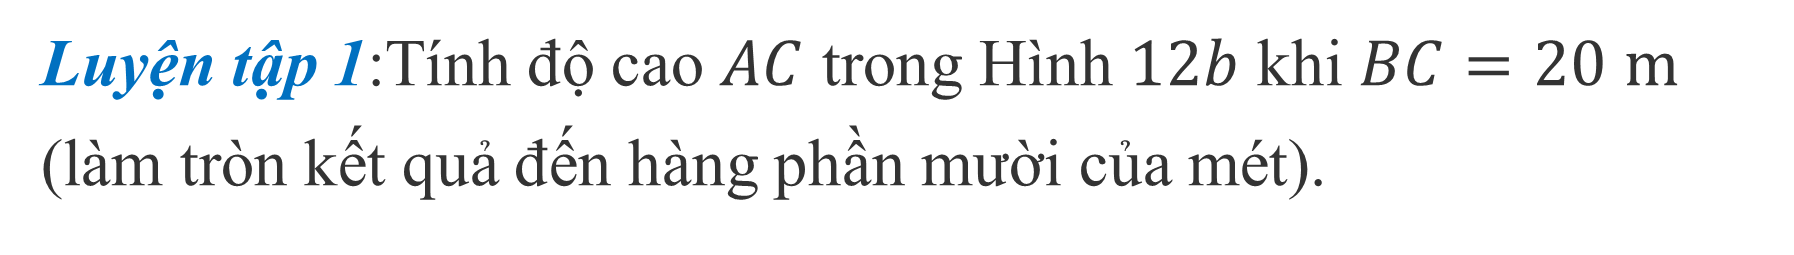 Luyện tập 1:Tính độ cao AC trong Hình 12b khi BC = 20 m
(làm tròn kết quả đến hàng phần mười của mét).